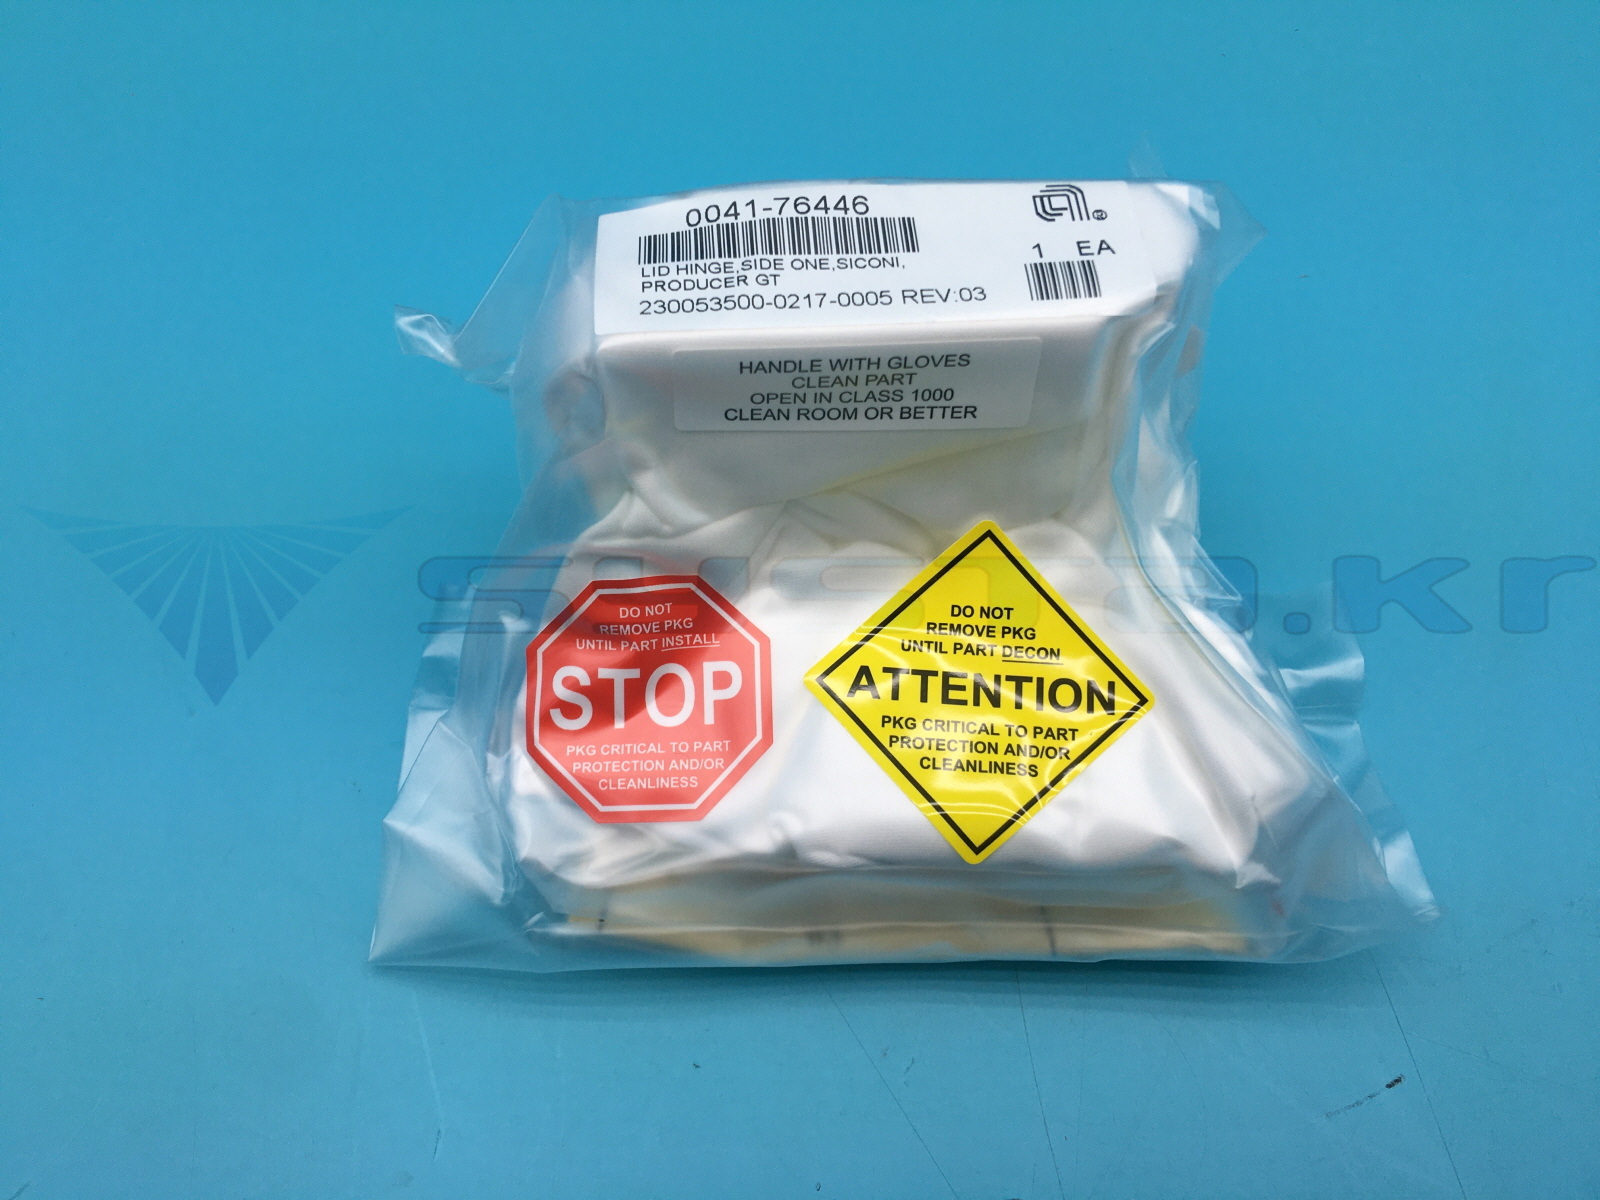 0041-76446
1 EA
LID HINGE,SIDE ONE,SICONI,
PRODUCER GT
230053500-0217-0005 REV:03
HANDLE WITH GLOVES
CLEAN PART
OPEN IN CLASS 1000
CLEAN ROOM OR BETTER
DO NOT
REMOVE PKG
UNTIL PART INSTALL
STOP
PKG CRITICAL TO PART
PROTECTION AND/OR
CLEANLINESS
DO NOT
REMOVE PKG
UNTIL PART DECON
ATTENTION
PKG CRITICAL TO PART
PROTECTION AND/OR
CLEANLINESS